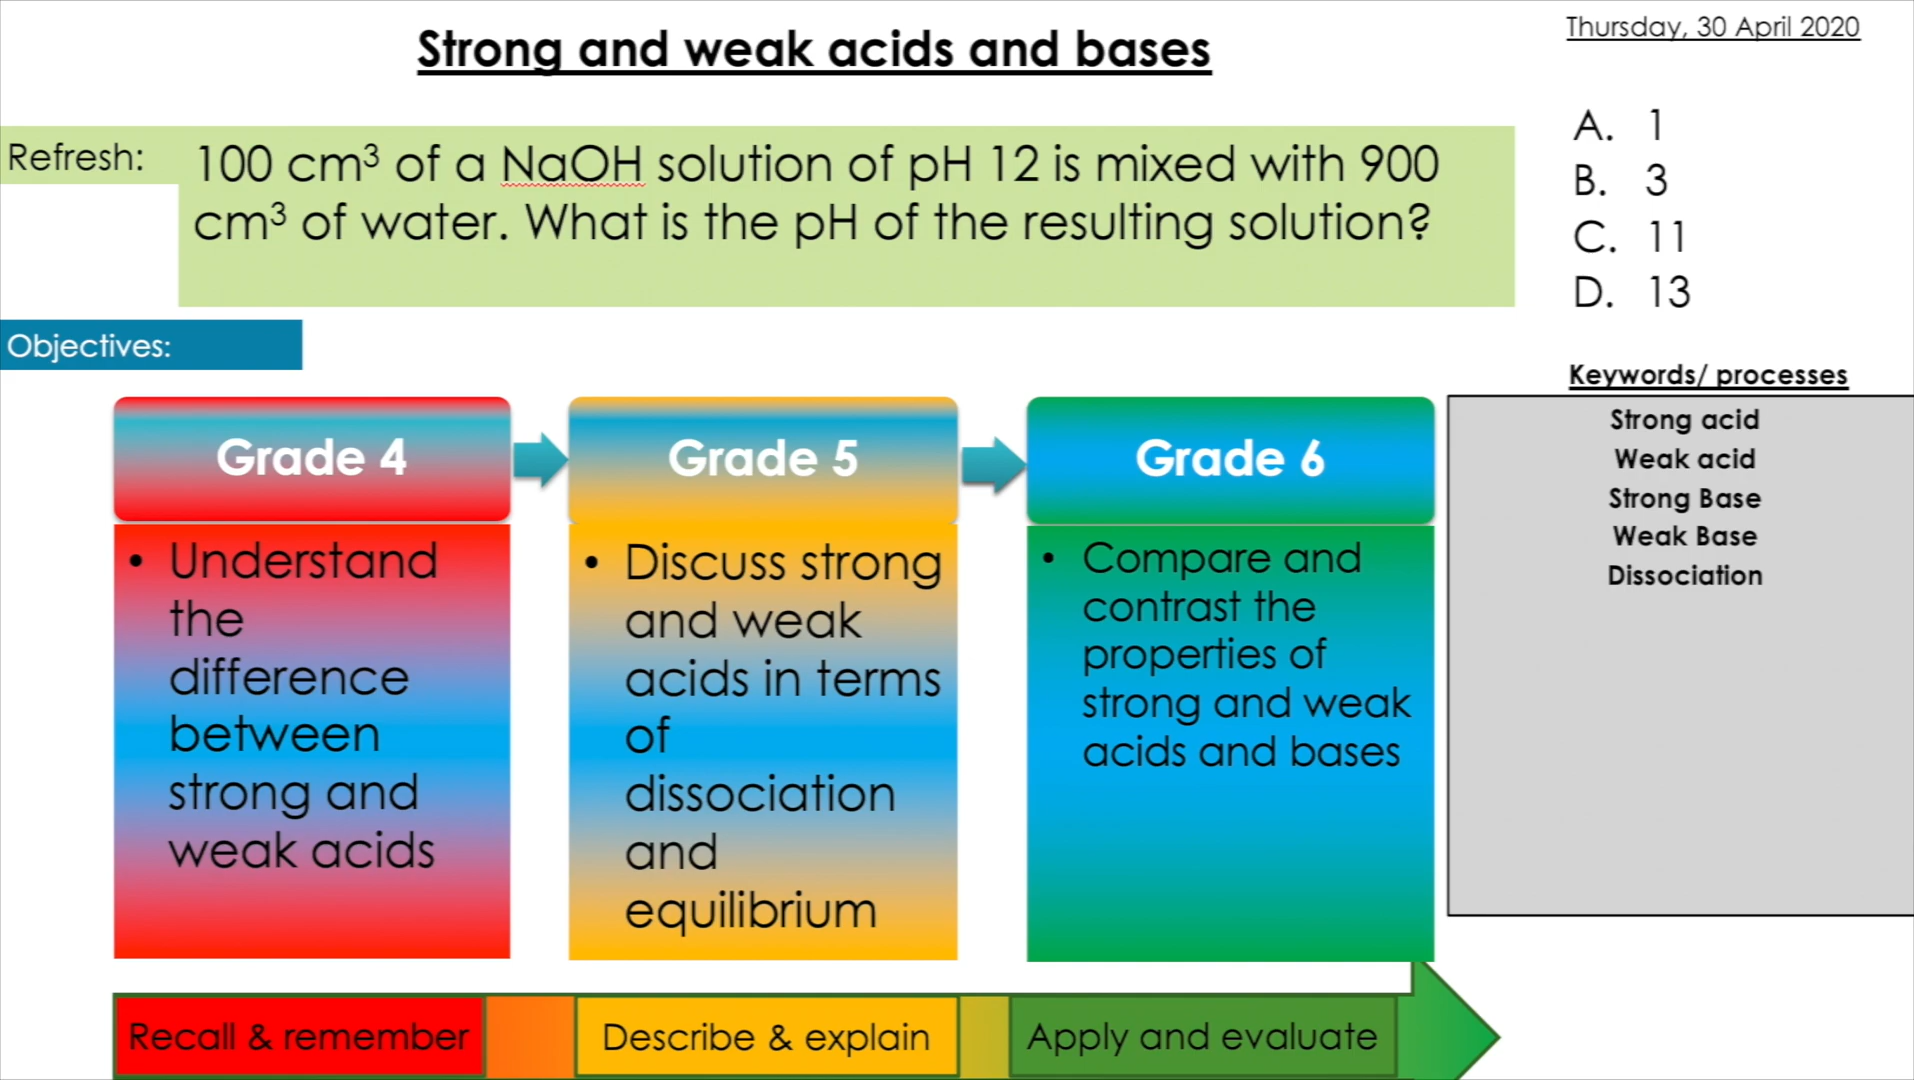 Strong and weak acids and bases
Thursday, 30 April 2020
Refresh:
100 cm³ of a NaOH solution of pH 12 is mixed with 900
cm³ of water. What is the pH of the resulting solution?
A. 1
B. 3
C. 11
D. 13
Objectives:
Grade 4
• Understand
the
difference
between
strong and
weak acids
Grade 5
• Discuss strong
and weak
acids in terms
of
dissociation
and
equilibrium
Grade 6
• Compare and
contrast the
properties of
strong and weak
acids and bases
Keywords/ processes
Strong acid
Weak acid
Strong Base
Weak Base
Dissociation
Recall & remember
Describe & explain
Apply and evaluate